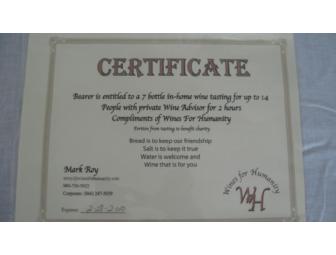 CERTIFICATE
Bearer is entitled to a 7 bottle in-home wine tasting for up to 14
People with private Wine Advisor for 2 hours
Compliments of Wines For Humanity
Portion from tasting to benefit charity
Bread is to keep our friendship
Salt is to keep it true
Water is welcome and
Wine that is for you
Mark Roy
Corporate: (866)
Expires:
Wines for Humanity